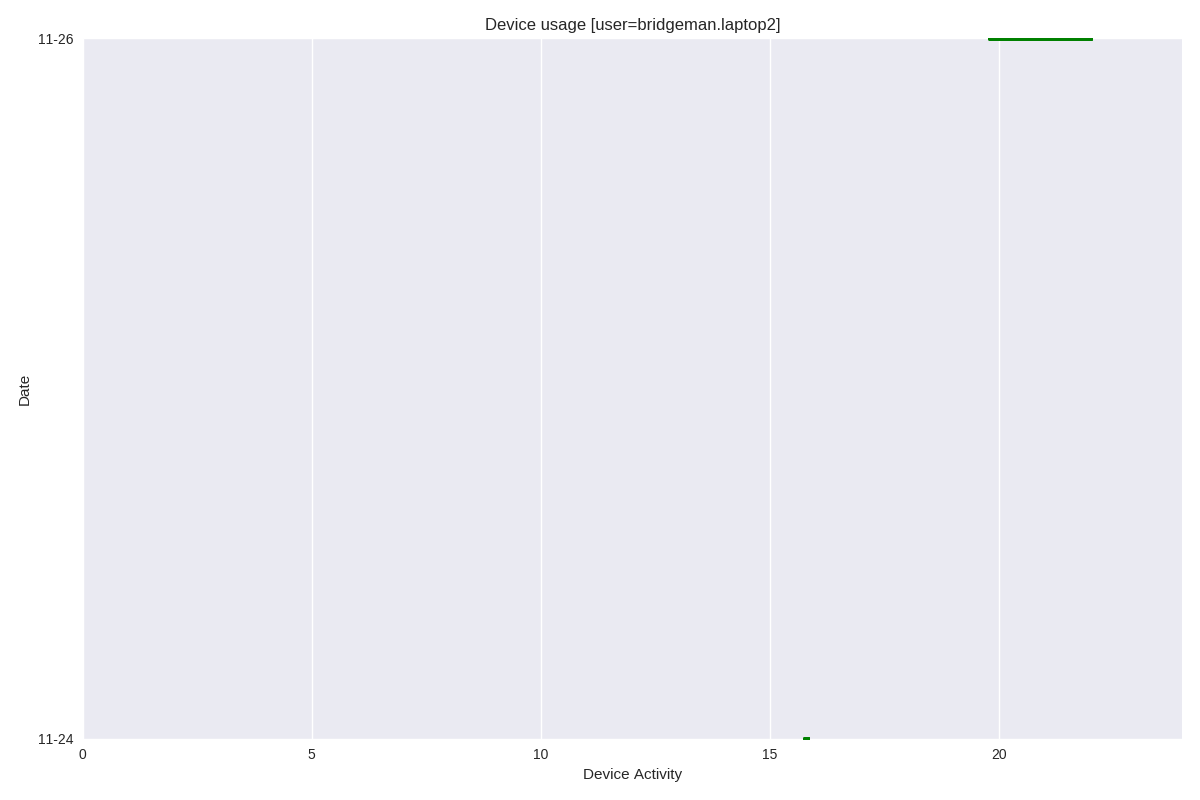 Device usage [user=bridgeman.laptop2]
11-26
Date
11-24
0 5 10 15 20
Device Activity